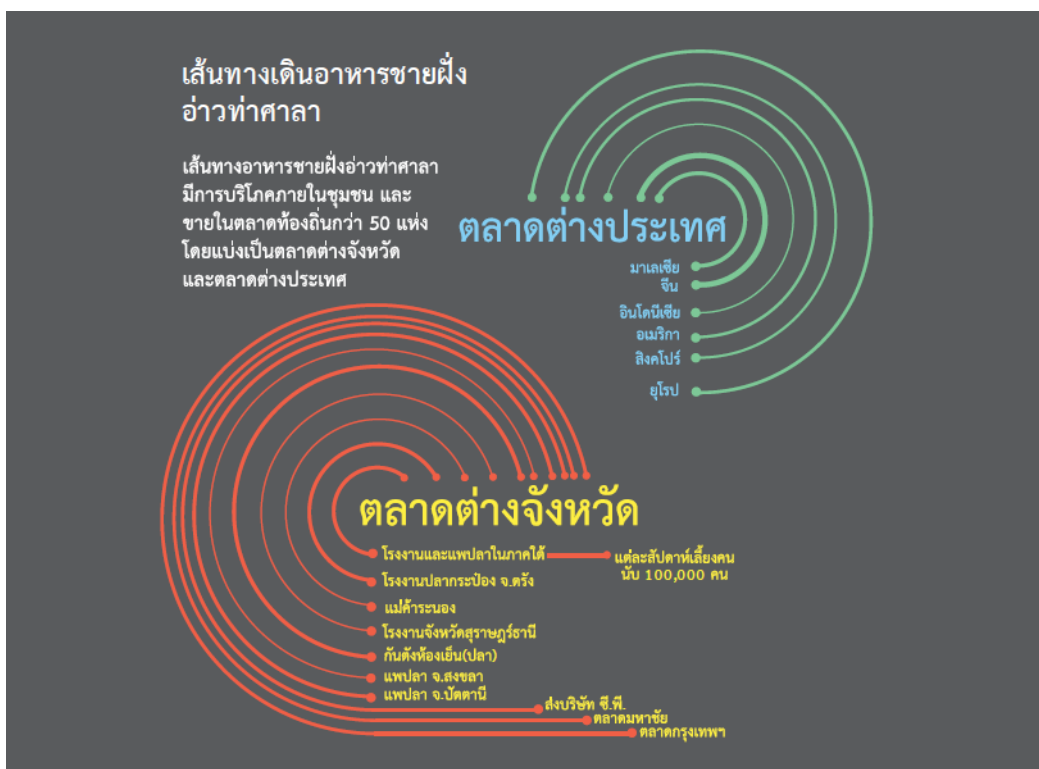 เส้นทางเดินอาหารชายฝั่ง
อ่าวท่าศาลา
เส้นทางอาหารชายฝั่งอ่าวท่าศาลา
มีการบริโภคภายในชุมชน และ
ขายในตลาดท้องถิ่นกว่า 50 แห่ง
โดยแบ่งเป็นตลาดต่างจังหวัด
และตลาดต่างประเทศ
ตลาดต่างประเทศ
มาเลเซีย
จีน
อินโดนีเซีย
อเมริกา
สิงคโปร์
ยุโรป
ตลาดต่างจังหวัด
โรงงานและแพปลาในภาคใต้
แต่ละสัปดาห์เลี้ยงคน
นับ 100,000 คน
โรงงานปลากระป๋อง จ.ตรัง
แม่ค้าระนอง
โรงงานจังหวัดสุราษฎร์ธานี
กันตังห้องเย็น(ปลา)
แพปลา จ.สงขลา
แพปลา จ.ปัตตานี
ส่งบริษัท ซี.พี.
ตลาดมหาชัย
ตลาดกรุงเทพฯ